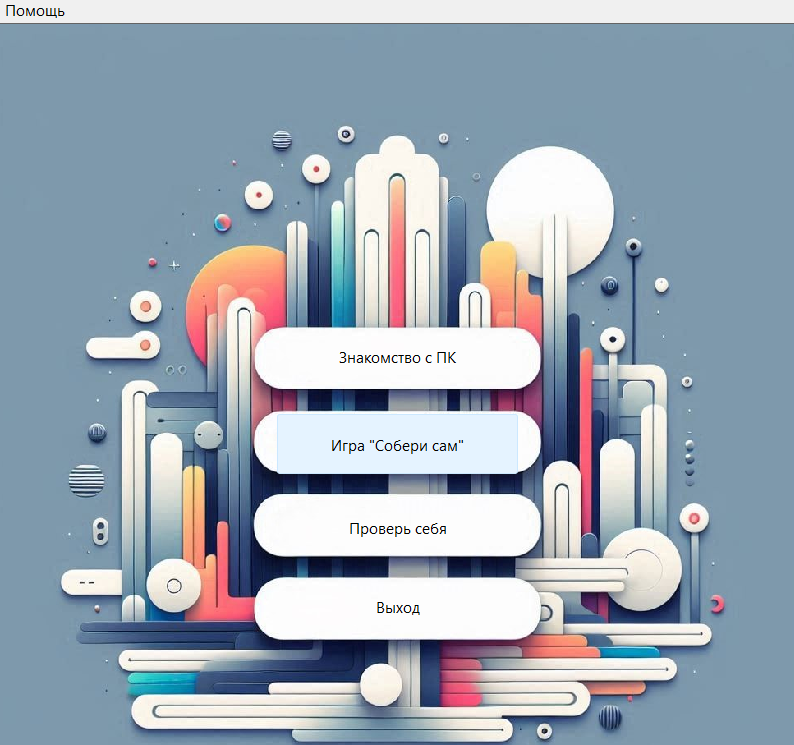 Помощь
Знакомство с ПК
Игра "Собери сам"
Проверь себя
Выход